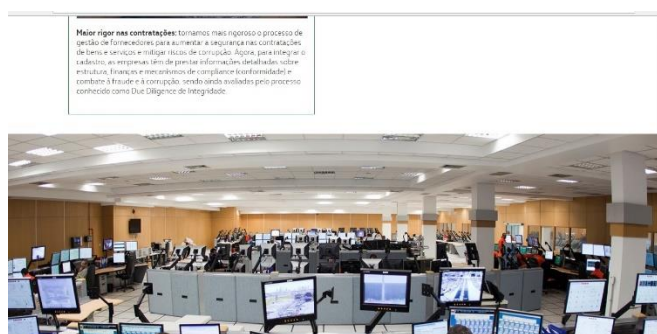 Maior rigor nas contratações: tornamos mais rigoroso o processo de
gestão de fornecedores para aumentar a segurança nas contratações
de bens e serviços e mitigar riscos de corrupção. Agora, para integrar o
cadastro, as empresas têm de prestar informações detalhadas sobre
estrutura, finanças e mecanismos de compliance (conformidade) e
combate à fraude e à corrupção, sendo ainda avaliadas pelo processo
conhecido como Due Diligence de Integridade.